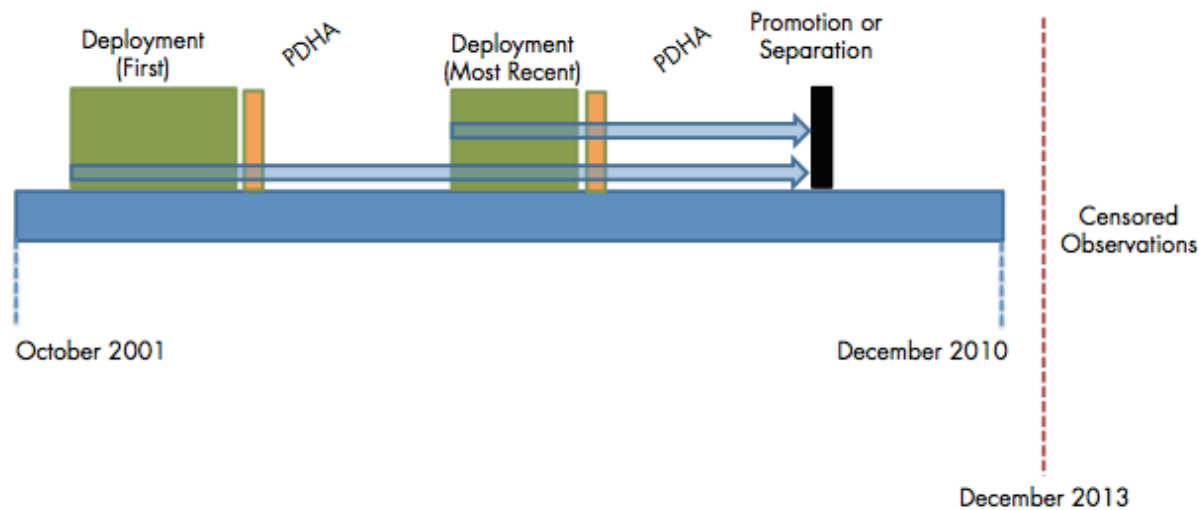 Deployment
(First)
PDHA
Deployment
(Most Recent)
PDHA
Promotion or
Separation
Censored
Observations
October 2001
December 2010
December 2013